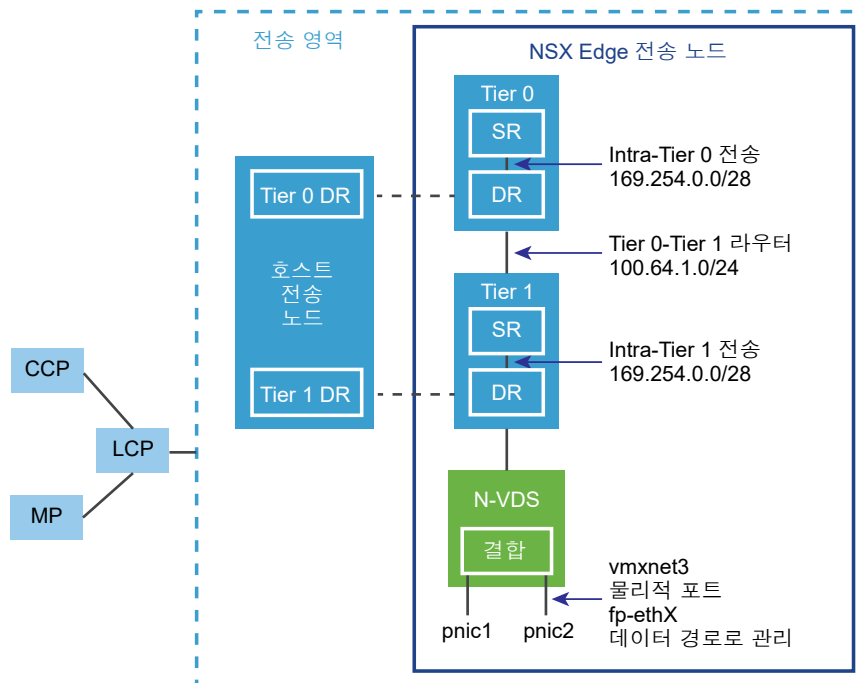 전송 영역
NSX Edge 전송 노드
Tier 0
SR
DR
Intra-Tier 0 전송
169.254.0.0/28
Tier 0 DR
호스트
전송
노드
Tier 1 DR
Tier 0-Tier 1 라우터
100.64.1.0/24
Tier 1
SR
DR
Intra-Tier 1 전송
169.254.0.0/28
CCP
LCP
MP
N-VDS
결합
pnic1
pnic2
vmxnet3
물리적 포트
fp-ethX
데이터 경로로 관리